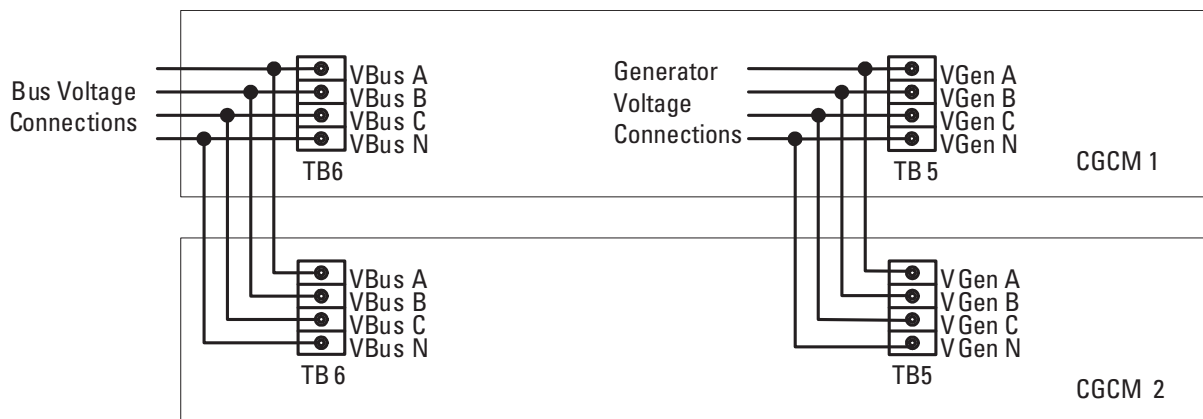 Bus Voltage
Connections
VBus A
VBus B
VBus C
VBus N
TB6
Generator
Voltage
Connections
VGen A
VGen B
VGen C
VGen N
TB 5
CGCM 1
VBus A
VBus B
VBus C
VBus N
TB 6
V Gen A
V Gen B
V Gen C
V Gen N
TB5
CGCM 2